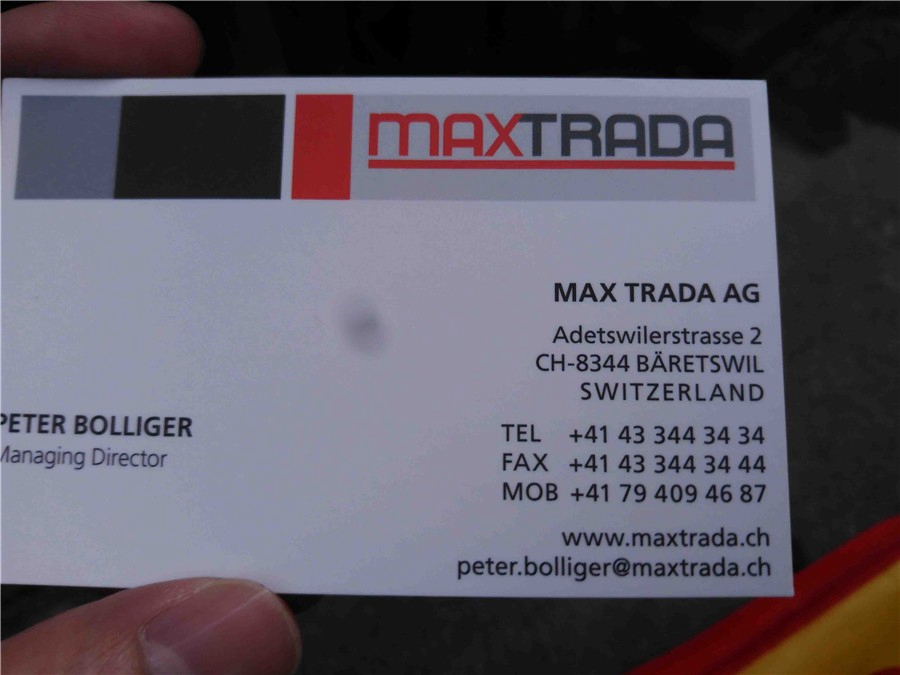 MAXTRADA
MAX TRADA AG
Adetswilerstrasse 2
CH-8344 BÄRETSWIL
SWITZERLAND
PETER BOLLIGER
Managing Director
TEL +41 43 344 34 34
FAX +41 43 344 34 44
MOB +41 79 409 46 87
www.maxtrada.ch
peter.bolliger@maxtrada.ch